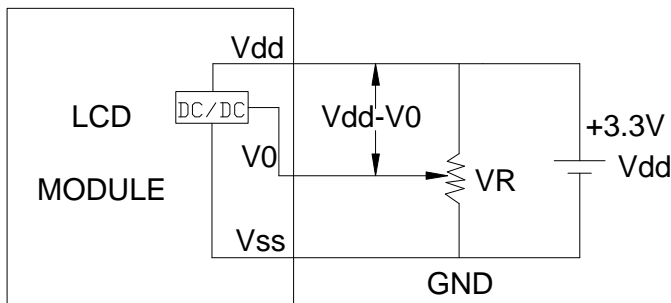 Vdd
LCD
DC/DC
Vdd-V0
+3.3V
V0
Vdd
MODULE
VR
Vss
GND